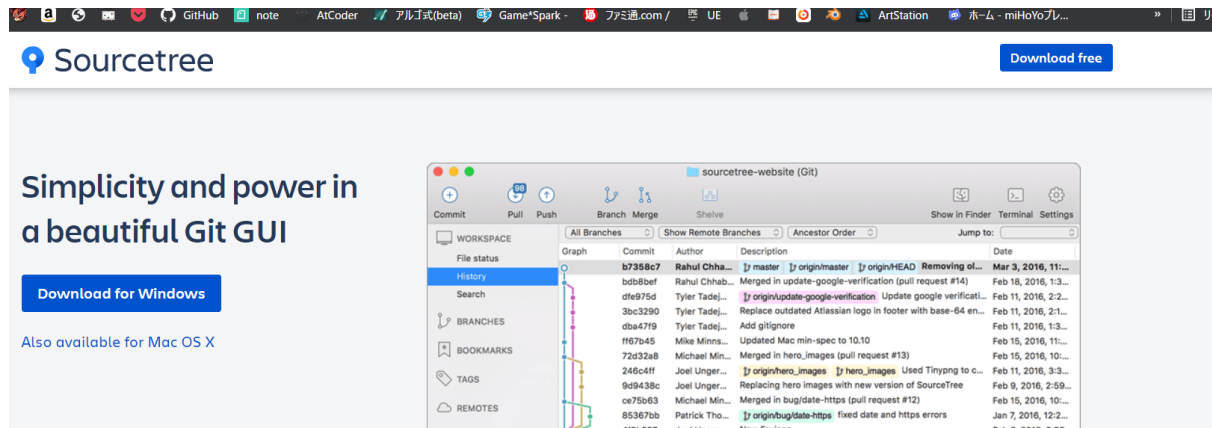 a GitHub note AtCoder アルゴ式(beta) Game*Spark - ファミ通.com / UE ArtStation ホーム - miHoYoプレ... »
Sourcetree
Download free
Simplicity and power in
a beautiful Git GUI
Download for Windows
Also available for Mac OS X
sourcetree-website (Git)
98
Commit Pull Push Branch Merge Shelve Show in Finder Terminal Settings
WORKSPACE
File status
History
Search
BRANCHES
BOOKMARKS
TAGS
REMOTES
All Branches Show Remote Branches Ancestor Order Jump to:
Graph Commit Author Description Date
b7358c7 Rahul Chha... master origin/master origin/HEAD Removing ol... Mar 3, 2016, 11:...
bdb8bef Rahul Chhab... Merged in update-google-verification (pull request #14) Feb 18, 2016, 1:3...
dfe975d Tyler Tadej... origin/update-google-verification Update google verificati... Feb 11, 2016, 2:2...
3bc3290 Tyler Tadej... Replace outdated Atlassian logo in footer with base-64 en... Feb 11, 2016, 2:1...
dba47f9 Tyler Tadej... Add gitignore Feb 11, 2016, 1:3...
ff67b45 Mike Minns... Updated Mac min-spec to 10.10 Feb 15, 2016, 11:...
72d32a8 Michael Min... Merged in hero_images (pull request #13) Feb 15, 2016, 10:...
246c4ff Joel Unger... origin/hero_images hero_images Used Tinypng to c... Feb 11, 2016, 3:3...
9d9438c Joel Unger... Replacing hero images with new version of SourceTree Feb 9, 2016, 2:59...
ce75b63 Michael Min... Merged in bug/date-https (pull request #12) Feb 15, 2016, 10:...
85367bb Patrick Tho... origin/bug/date-https fixed date and https errors Jan 7, 2016, 12:2...